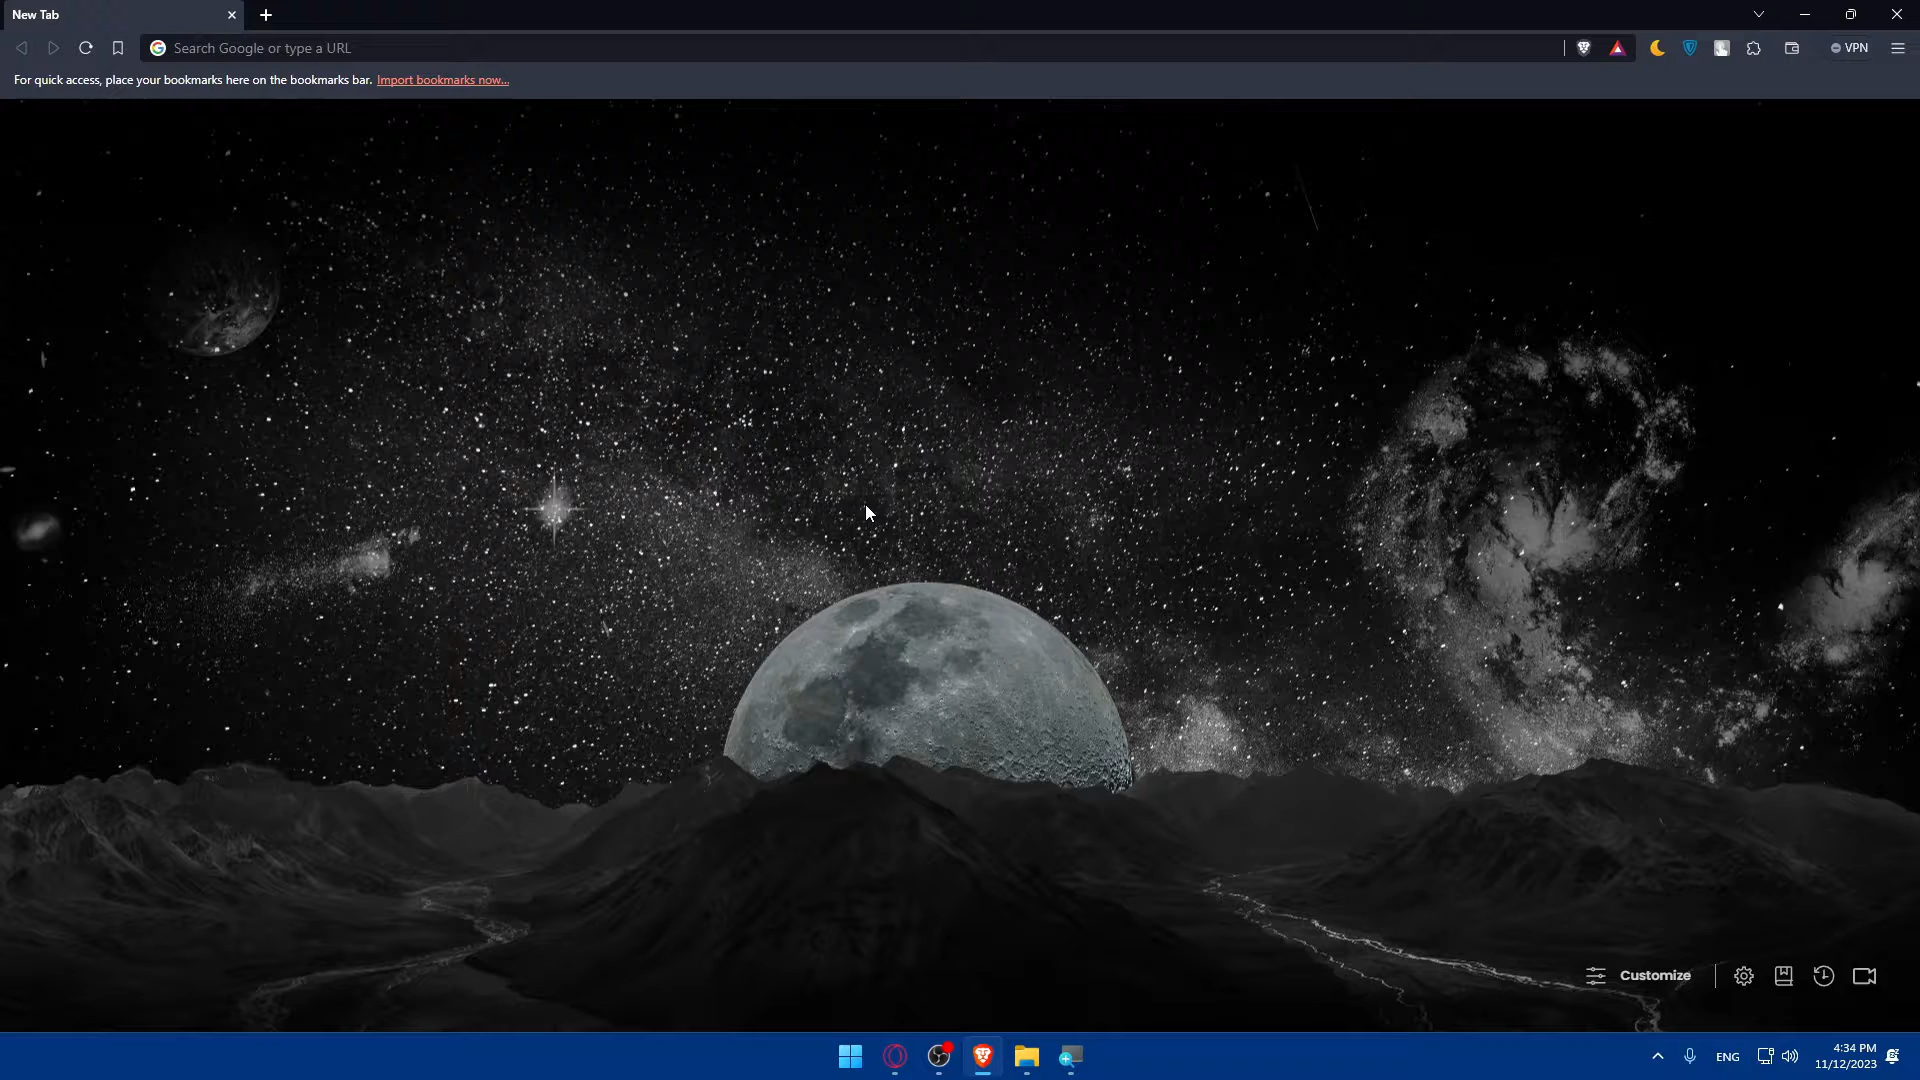 New Tab
Search Google or type a URL
VPN
For quick access, place your bookmarks here on the bookmarks bar. Import bookmarks now...
Customize
ENG
4:34 PM
11/12/2023